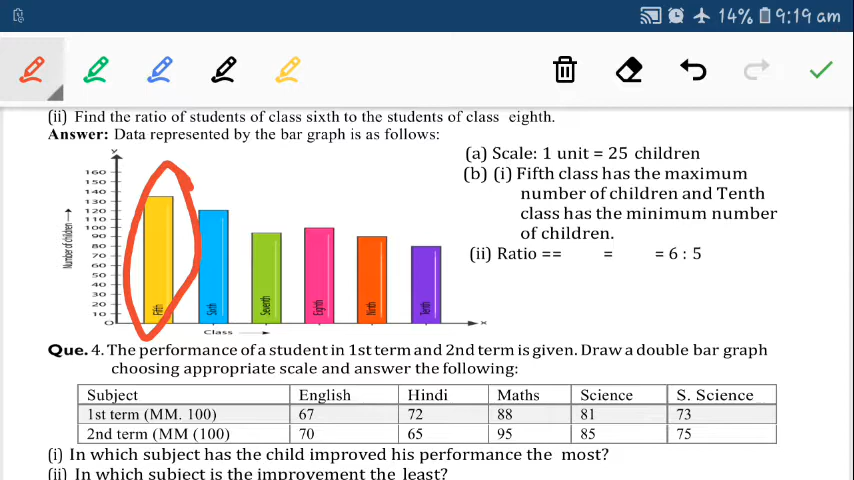 14% 9:19 am
(ii) Find the ratio of students of class sixth to the students of class eighth.
Answer: Data represented by the bar graph is as follows:
Y
160
150
140
130
120
110
100
90
80
70
60
50
40
30
20
10
O
Number of children
Fifth
Sixth
Seventh
Eighth
Ninth
Tenth
X
Class
(a) Scale: 1 unit = 25 children
(b) (i) Fifth class has the maximum
number of children and Tenth
class has the minimum number
of children.
(ii) Ratio == = = 6 : 5
Que. 4. The performance of a student in 1st term and 2nd term is given. Draw a double bar graph
choosing appropriate scale and answer the following:
Subject English Hindi Maths Science S. Science
1st term (MM. 100) 67 72 88 81 73
2nd term (MM (100) 70 65 95 85 75
(i) In which subject has the child improved his performance the most?
(ii) In which subject is the improvement the least?